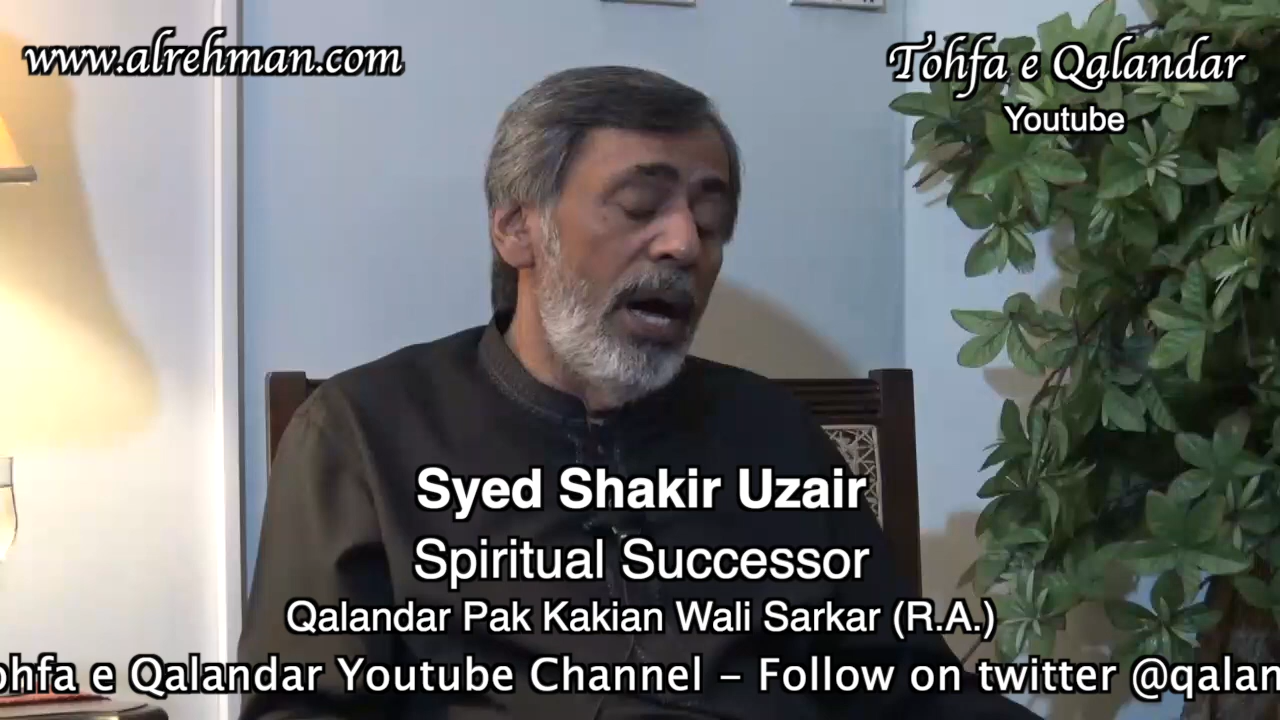 www.alrehman.com
Tohfa e Qalandar
Youtube
Syed Shakir Uzair
Spiritual Successor
Qalandar Pak Kakian Wali Sarkar (R.A.)
ohfa e Qalandar Youtube Channel – Follow on twitter @qalan